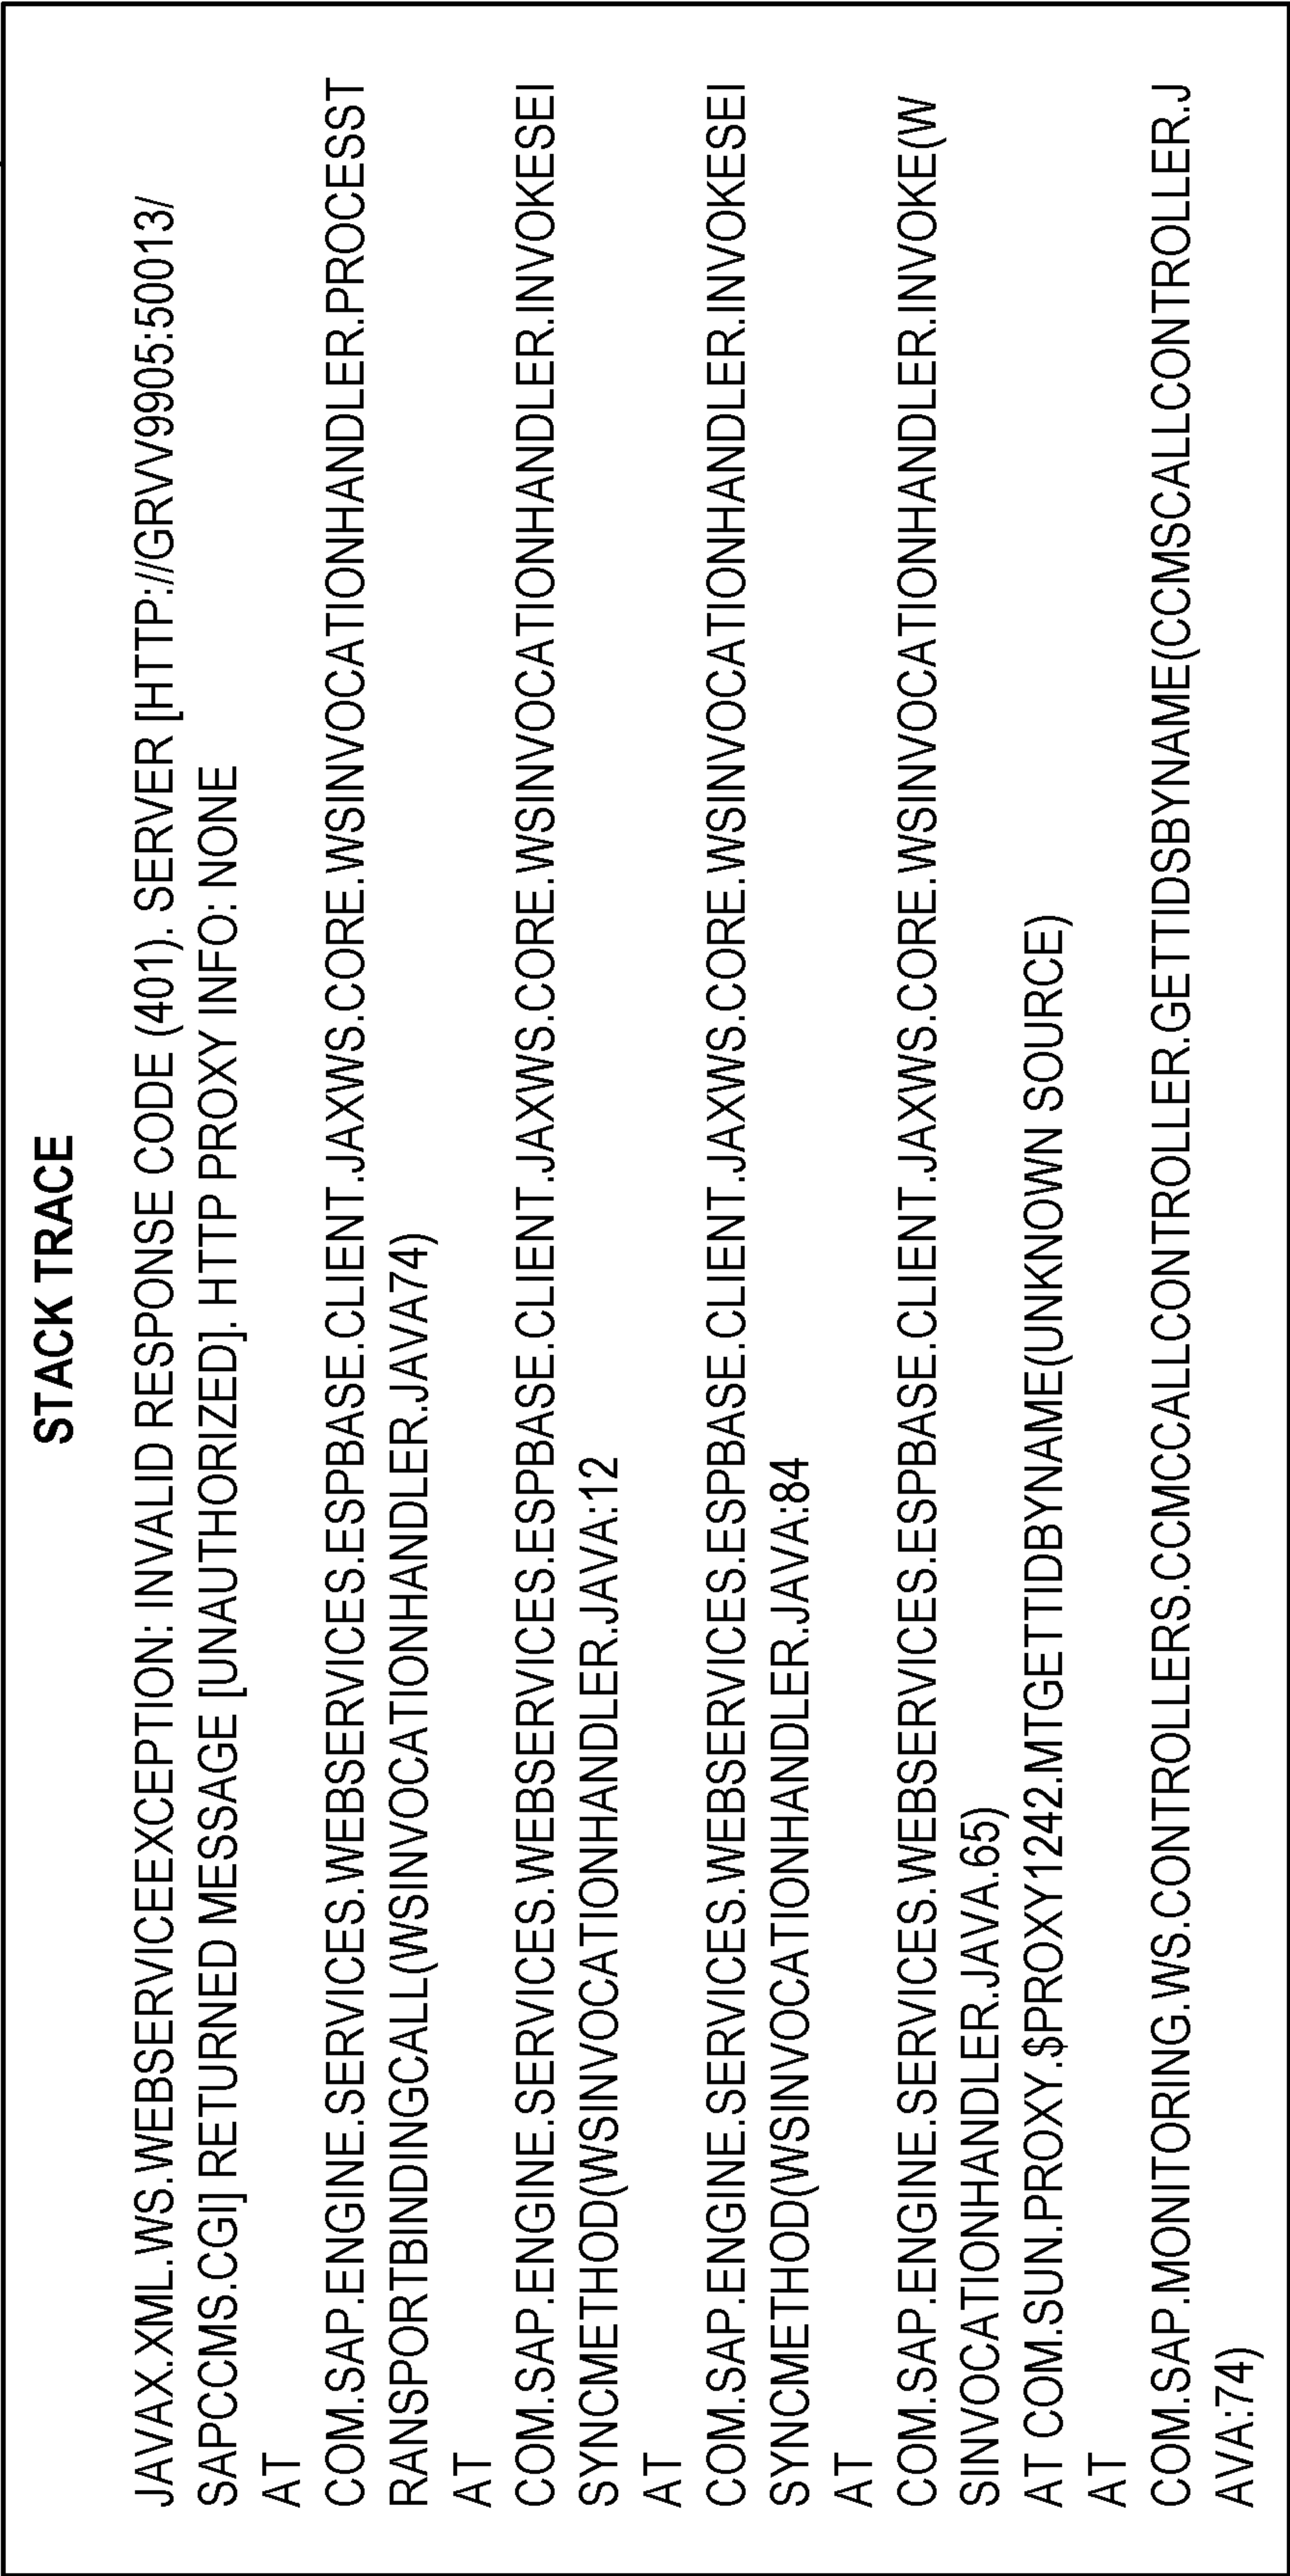 STACK TRACE
JAVAX.XML.WS.WEBSERVICEEXCEPTION: INVALID RESPONSE CODE (401). SERVER [HTTP://GRVV9905:50013/
SAPCCMS.CGI] RETURNED MESSAGE [UNAUTHORIZED]. HTTP PROXY INFO: NONE
AT
COM.SAP.ENGINE.SERVICES.WEBSERVICES.ESPBASE.CLIENT.JAXWS.CORE.WSINVOCATIONHANDLER.PROCESST
RANSPORTBINDINGCALL(WSINVOCATIONHANDLER.JAVA74)
AT
COM.SAP.ENGINE.SERVICES.WEBSERVICES.ESPBASE.CLIENT.JAXWS.CORE.WSINVOCATIONHANDLER.INVOKESEI
SYNCMETHOD(WSINVOCATIONHANDLER.JAVA:12
AT
COM.SAP.ENGINE.SERVICES.WEBSERVICES.ESPBASE.CLIENT.JAXWS.CORE.WSINVOCATIONHANDLER.INVOKESEI
SYNCMETHOD(WSINVOCATIONHANDLER.JAVA:84
AT
COM.SAP.ENGINE.SERVICES.WEBSERVICES.ESPBASE.CLIENT.JAXWS.CORE.WSINVOCATIONHANDLER.INVOKE(W
SINVOCATIONHANDLER.JAVA.65)
AT COM.SUN.PROXY.$PROXY1242.MTGETTIDBYNAME(UNKNOWN SOURCE)
AT
COM.SAP.MONITORING.WS.CONTROLLERS.CCMCCALLCONTROLLER.GETTIDSBYNAME(CCMSCALLCONTROLLER.J
AVA:74)